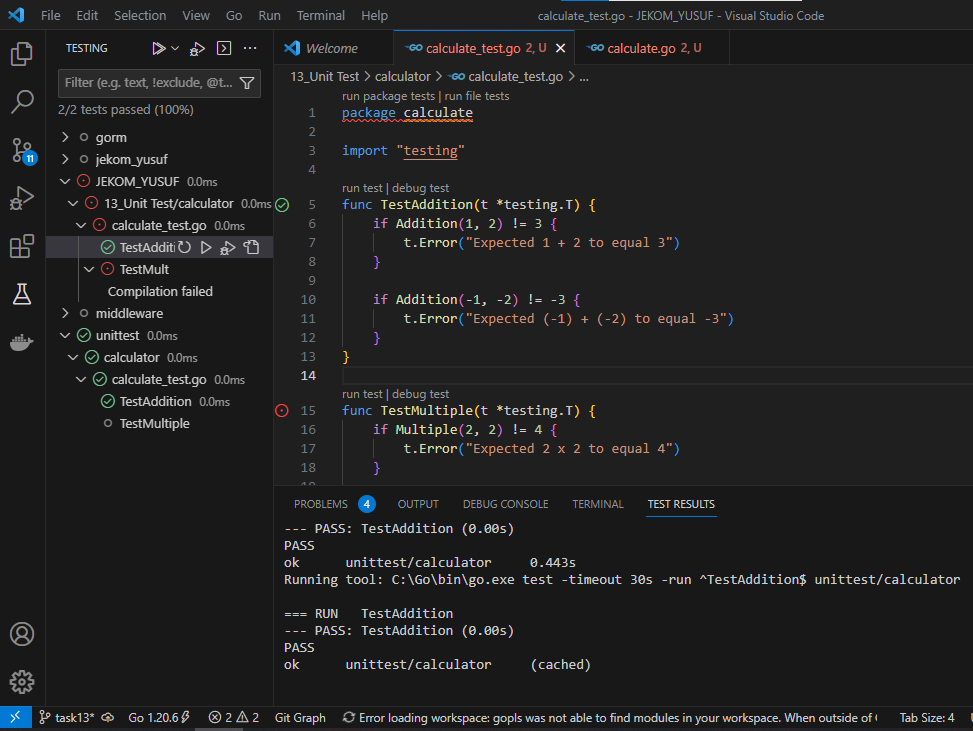 File Edit Selection View Go Run Terminal Help
calculate_test.go - JEKOM_YUSUF - Visual Studio Code
TESTING
Welcome
calculate_test.go 2, U
calculate.go 2, U
Filter (e.g. text, !exclude, @t...
2/2 tests passed (100%)
11
gorm
jekom_yusuf
JEKOM_YUSUF 0.0ms
13_Unit Test/calculator 0.0ms
calculate_test.go 0.0ms
TestAdditi
TestMult
Compilation failed
middleware
unittest 0.0ms
calculator 0.0ms
calculate_test.go 0.0ms
TestAddition 0.0ms
TestMultiple
13_Unit Test > calculator > calculate_test.go > ...
run package tests | run file tests
1 package calculate
2
3 import "testing"
4
run test | debug test
5 func TestAddition(t *testing.T) {
6 if Addition(1, 2) != 3 {
7 t.Error("Expected 1 + 2 to equal 3")
8 }
9
10 if Addition(-1, -2) != -3 {
11 t.Error("Expected (-1) + (-2) to equal -3")
12 }
13 }
14
run test | debug test
15 func TestMultiple(t *testing.T) {
16 if Multiple(2, 2) != 4 {
17 t.Error("Expected 2 x 2 to equal 4")
18 }
PROBLEMS 4 OUTPUT DEBUG CONSOLE TERMINAL TEST RESULTS
--- PASS: TestAddition (0.00s)
PASS
ok unittest/calculator 0.443s
Running tool: C:\Go\bin\go.exe test -timeout 30s -run ^TestAddition$ unittest/calculator
=== RUN TestAddition
--- PASS: TestAddition (0.00s)
PASS
ok unittest/calculator (cached)
task13* Go 1.20.6 2 2 Git Graph Error loading workspace: gopls was not able to find modules in your workspace. When outside of Tab Size: 4